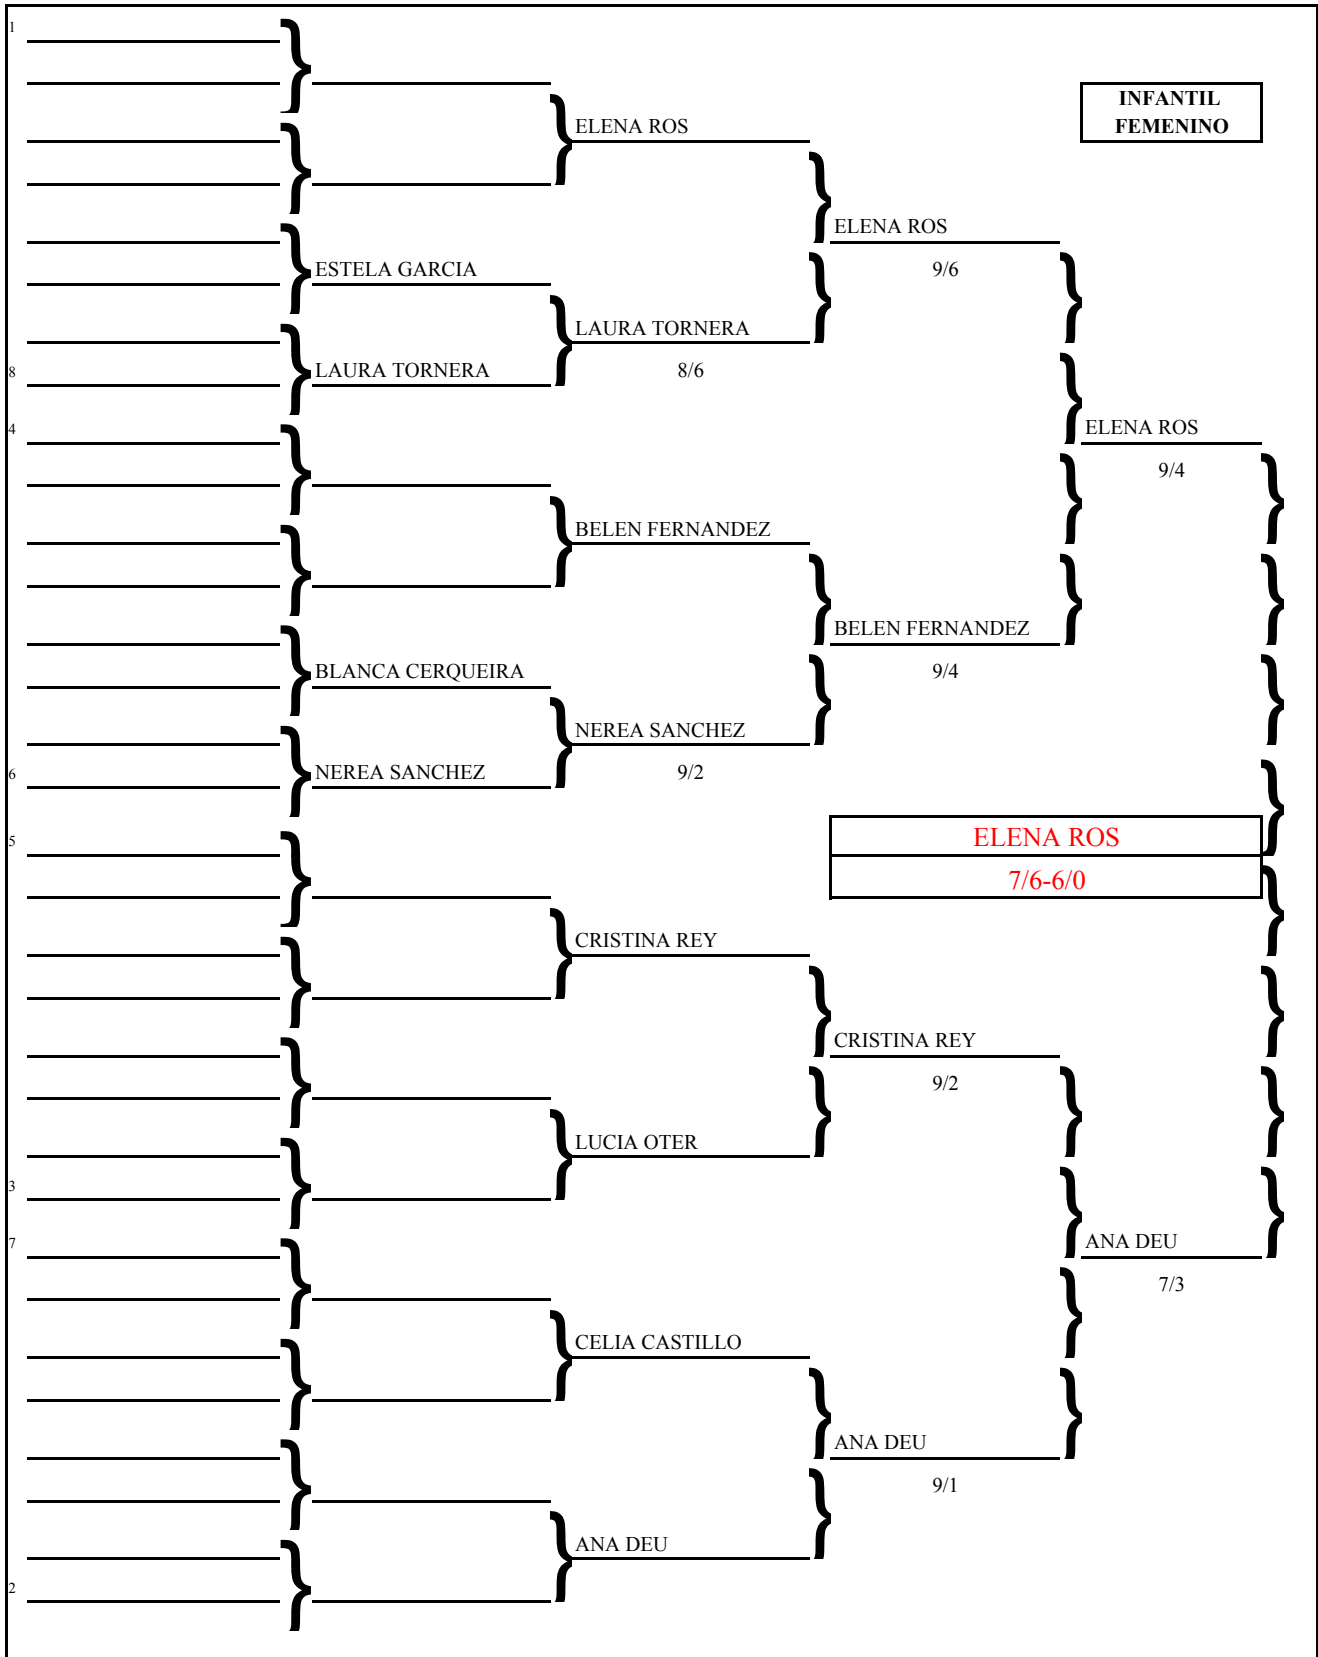 1
INFANTIL
FEMENINO
ELENA ROS
ELENA ROS
9/6
ESTELA GARCIA
LAURA TORNERA
8/6
8
LAURA TORNERA
4
ELENA ROS
9/4
BELEN FERNANDEZ
BELEN FERNANDEZ
9/4
BLANCA CERQUEIRA
NEREA SANCHEZ
9/2
6
NEREA SANCHEZ
5
ELENA ROS
7/6-6/0
CRISTINA REY
CRISTINA REY
9/2
LUCIA OTER
3
7
ANA DEU
7/3
CELIA CASTILLO
ANA DEU
9/1
ANA DEU
2